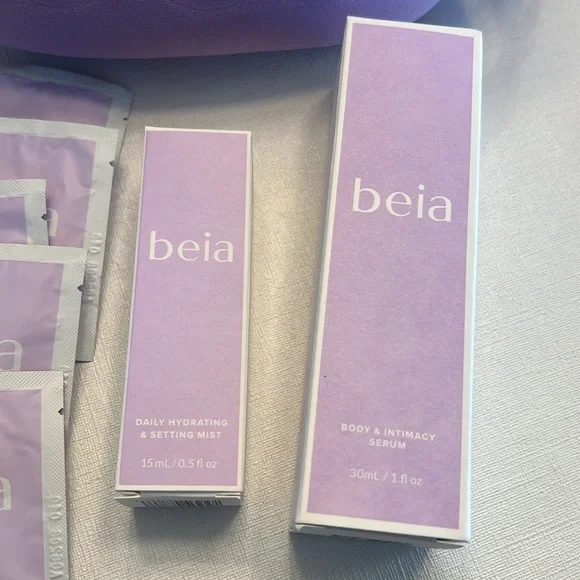 beia
DAILY HYDRATING
& SETTING MIST
15 mL / 0.5 fl oz
beia
BODY & INTIMACY
SERUM
30mL / 1.fl oz
ia
a